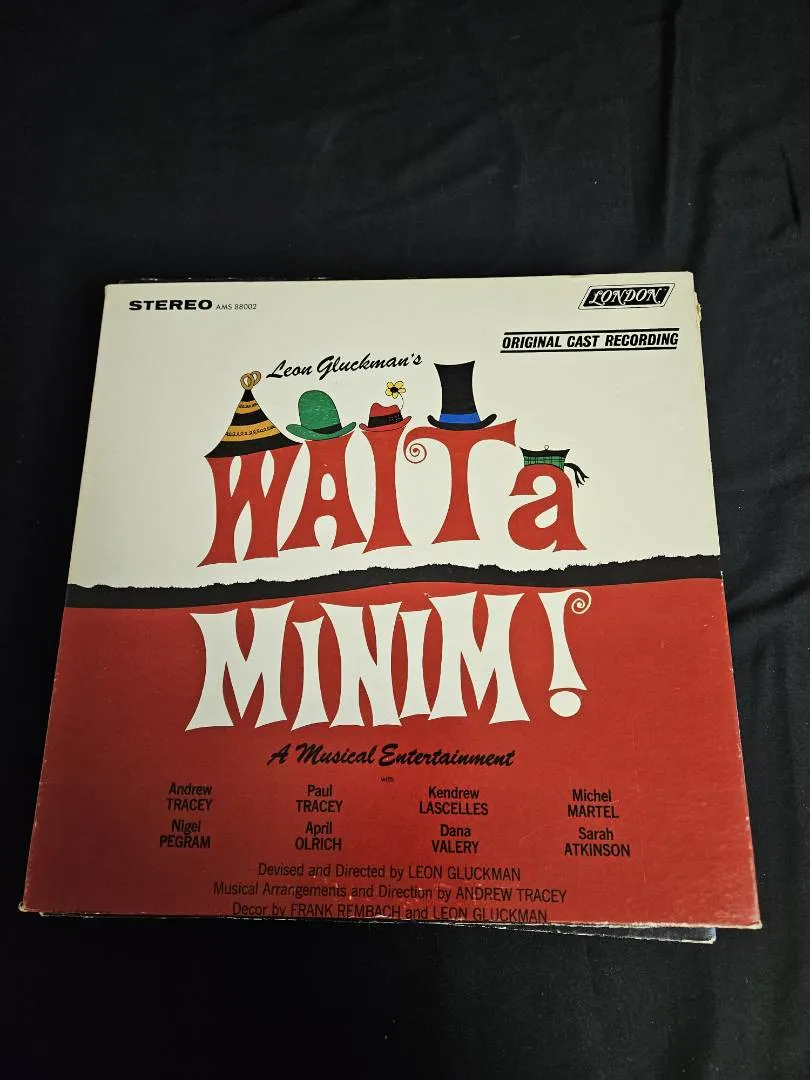 STEREO AMS 88002
LONDON
ORIGINAL CAST RECORDING
Leon Gluckman's
WAIT a
MINIM!
A Musical Entertainment
with
Andrew TRACEY
Paul TRACEY
Kendrew LASCELLES
Michel MARTEL
Nigel PEGRAM
April OLRICH
Dana VALERY
Sarah ATKINSON
Devised and Directed by LEON GLUCKMAN
Musical Arrangements and Direction by ANDREW TRACEY
Decor by FRANK REMBACH and LEON GLUCKMAN